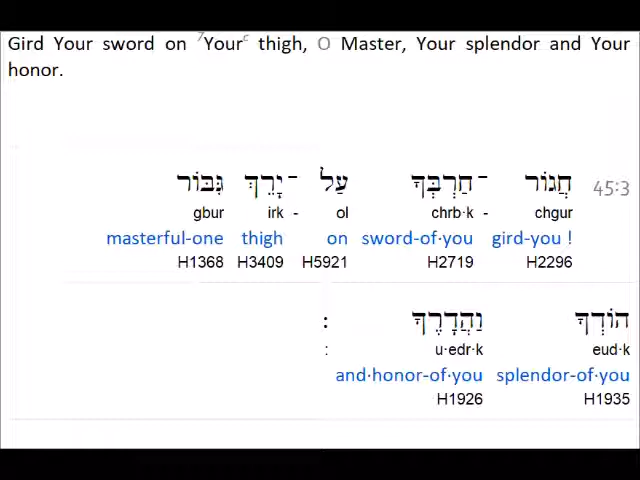 Gird Your sword on 7Yourc thigh, O Master, Your splendor and Your
honor.
45:3 חֲגוֹר ־ חַרְבְּךָ עַל ־ יָרֵךְ גִּבּוֹר
chgur chrb·k - ol irk - gbur
gird-you ! sword-of·you on thigh masterful-one
H2296 H2719 H5921 H3409 H1368
הוֹדְךָ וַהֲדָרֶךָ :
eud·k u·edr·k :
splendor-of·you and·honor-of·you
H1935 H1926